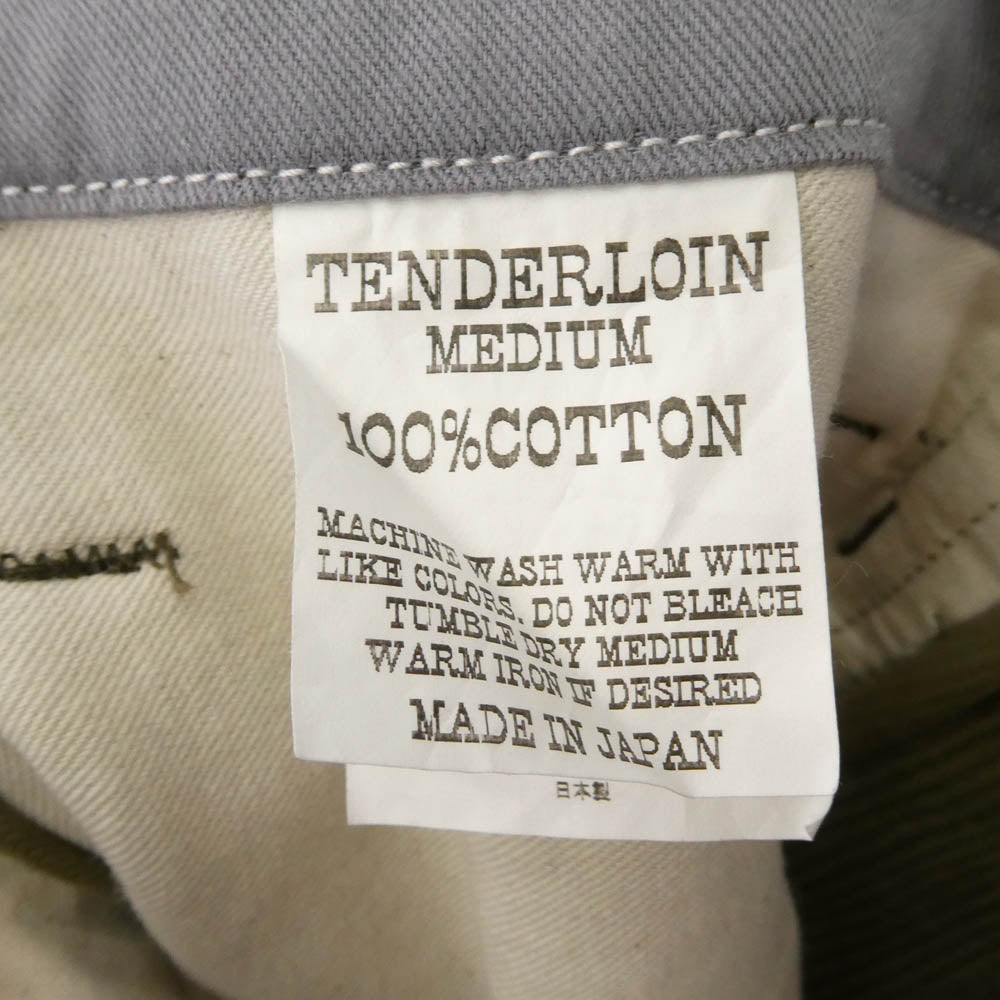 TENDERLOIN
MEDIUM
100%COTTON
MACHINE WASH WARM WITH
LIKE COLORS. DO NOT BLEACH
TUMBLE DRY MEDIUM
WARM IRON IF DESIRED
MADE IN JAPAN
日本製